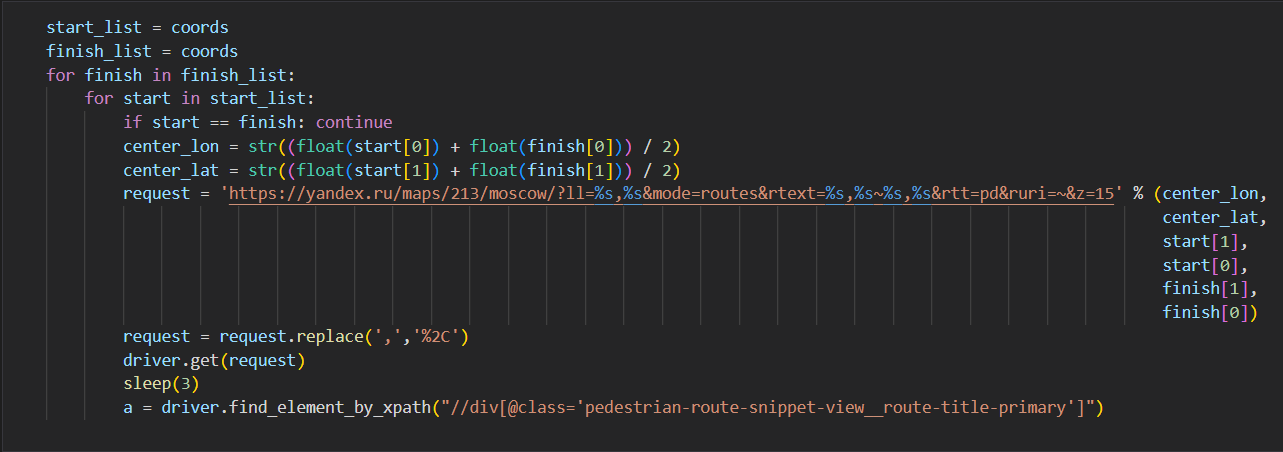 start_list = coords
finish_list = coords
for finish in finish_list:
for start in start_list:
if start == finish: continue
center_lon = str((float(start[0]) + float(finish[0])) / 2)
center_lat = str((float(start[1]) + float(finish[1])) / 2)
request = 'https://yandex.ru/maps/213/moscow/?ll=%s,%s&mode=routes&rtext=%s,%s~%s,%s&rtt=pd&ruri=~&z=15' % (center_lon,
center_lat,
start[1],
start[0],
finish[1],
finish[0])
request = request.replace(',','%2C')
driver.get(request)
sleep(3)
a = driver.find_element_by_xpath("//div[@class='pedestrian-route-snippet-view__route-title-primary']")